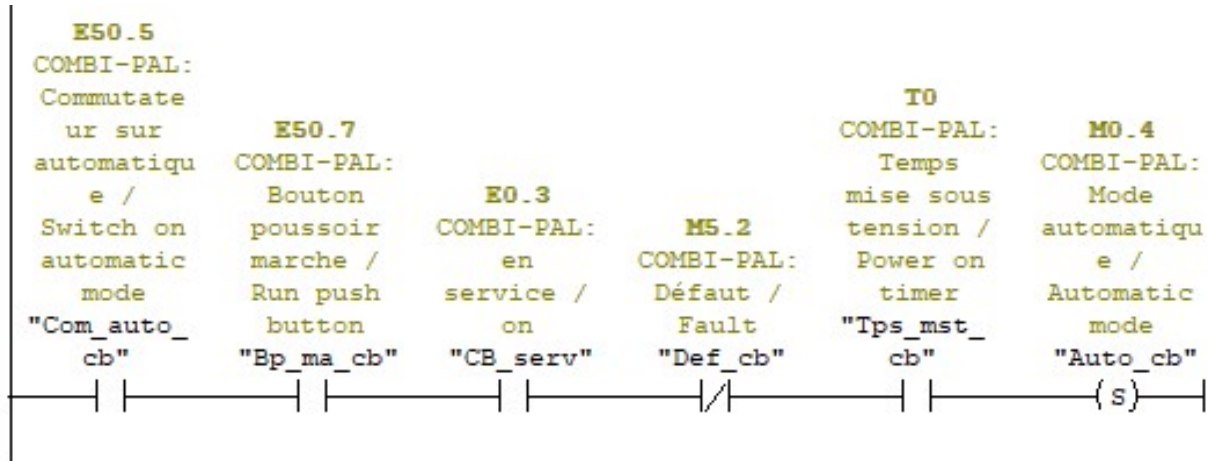 E50.5
COMBI-PAL:
Commutate
ur sur
automatiqu
e /
Switch on
automatic
mode
"Com_auto_
cb"
E50.7
COMBI-PAL:
Bouton
poussoir
marche /
Run push
button
"Bp_ma_cb"
E0.3
COMBI-PAL:
en
service /
on
"CB_serv"
M5.2
COMBI-PAL:
Défaut /
Fault
"Def_cb"
T0
COMBI-PAL:
Temps
mise sous
tension /
Power on
timer
"Tps_mst_
cb"
M0.4
COMBI-PAL:
Mode
automatiqu
e /
Automatic
mode
"Auto_cb"
S